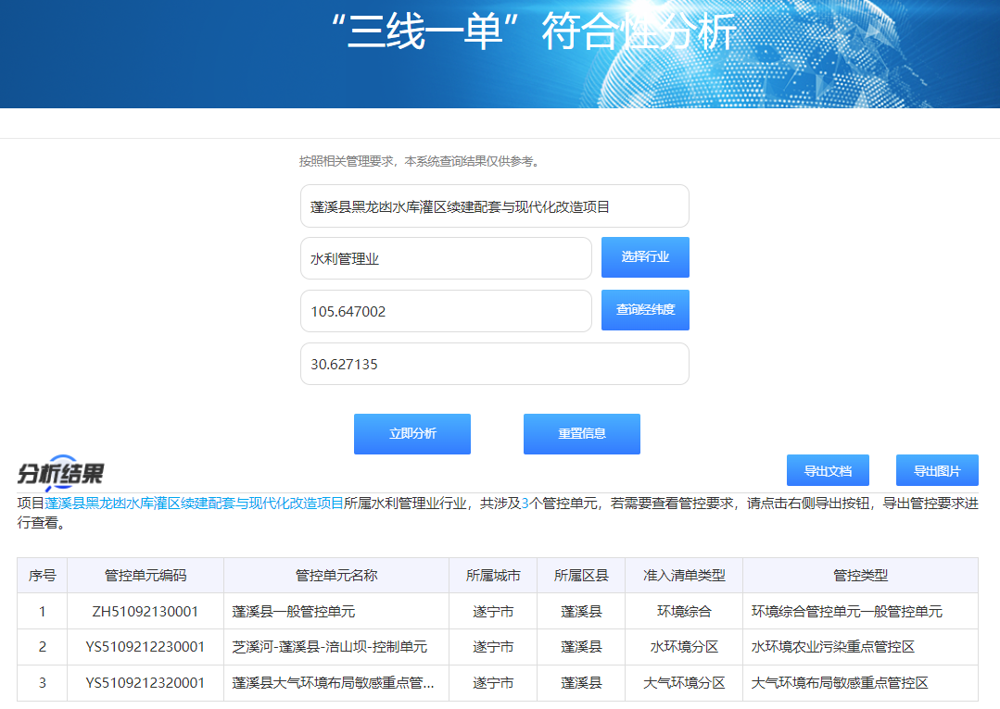 “三线一单”符合性分析
按照相关管理要求，本系统查询结果仅供参考。
蓬溪县黑龙凼水库灌区续建配套与现代化改造项目
水利管理业
选择行业
105.647002
查询经纬度
30.627135
立即分析
重置信息
分析结果
导出文档
导出图片
项目蓬溪县黑龙凼水库灌区续建配套与现代化改造项目所属水利管理业行业，共涉及3个管控单元，若需要查看管控要求，请点击右侧导出按钮，导出管控要求进
行查看。
序号 管控单元编码 管控单元名称 所属城市 所属区县 准入清单类型 管控类型
1 ZH51092130001 蓬溪县一般管控单元 遂宁市 蓬溪县 环境综合 环境综合管控单元一般管控单元
2 YS5109212230001 芝溪河-蓬溪县-涪山坝-控制单元 遂宁市 蓬溪县 水环境分区 水环境农业污染重点管控区
3 YS5109212320001 蓬溪县大气环境布局敏感重点管... 遂宁市 蓬溪县 大气环境分区 大气环境布局敏感重点管控区